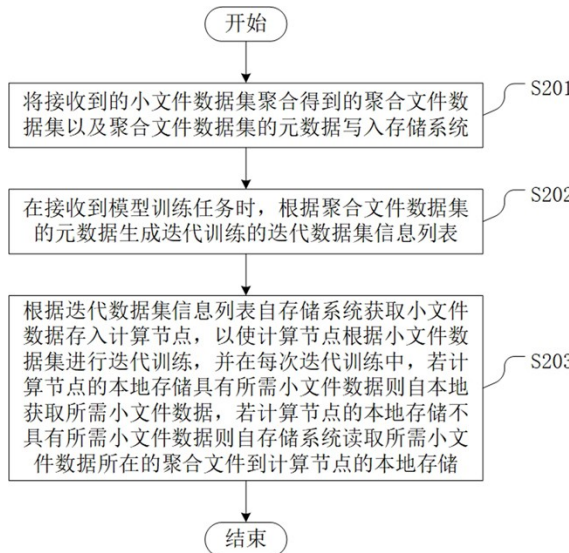 开始
将接收到的小文件数据集聚合得到的聚合文件数
据集以及聚合文件数据集的元数据写入存储系统
S201
在接收到模型训练任务时，根据聚合文件数据集
的元数据生成迭代训练的迭代数据集信息列表
S202
根据迭代数据集信息列表自存储系统获取小文件
数据存入计算节点，以使计算节点根据小文件数
据集进行迭代训练，并在每次迭代训练中，若计
算节点的本地存储具有所需小文件数据则自本地
获取所需小文件数据，若计算节点的本地存储不
具有所需小文件数据则自存储系统读取所需小文
件数据所在的聚合文件到计算节点的本地存储
S203
结束